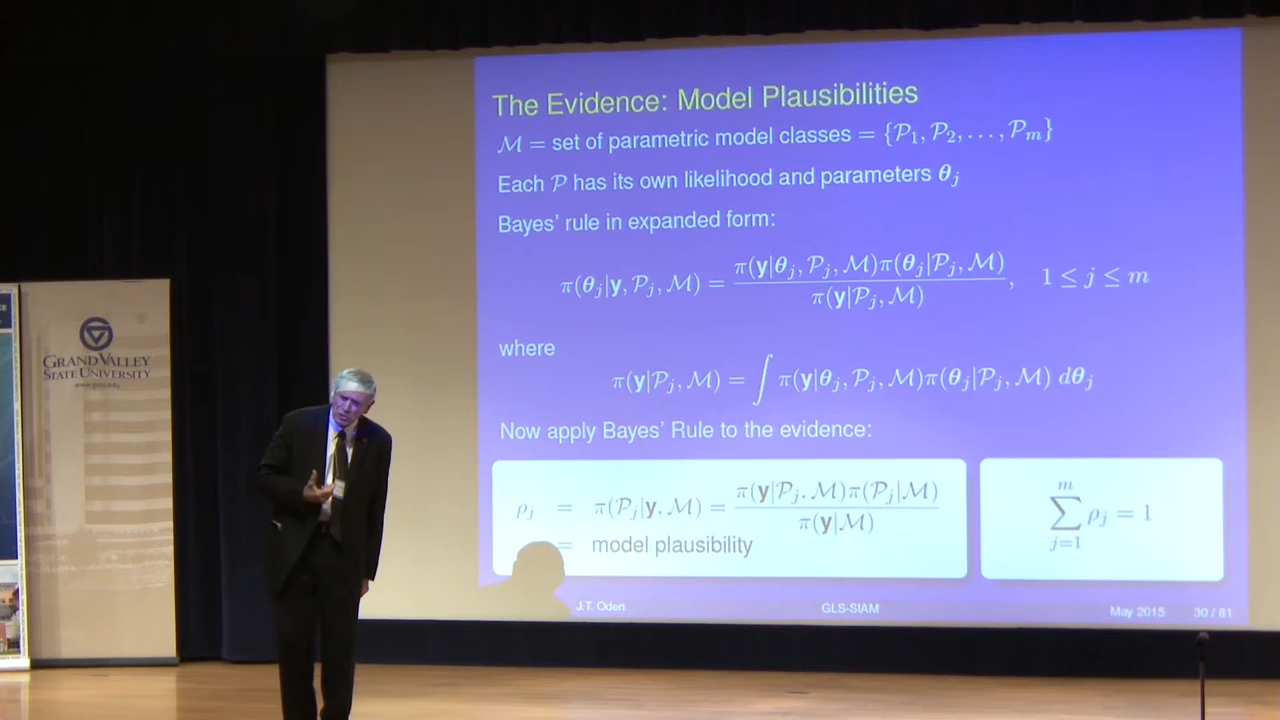 The Evidence: Model Plausibilities
𝓜 = set of parametric model classes = {𝒫₁, 𝒫₂, . . . , 𝒫ₘ}
Each 𝒫 has its own likelihood and parameters θⱼ
Bayes' rule in expanded form:
π(θⱼ|y, 𝒫ⱼ, 𝓜) = π(y|θⱼ, 𝒫ⱼ, 𝓜)π(θⱼ|𝒫ⱼ, 𝓜) / π(y|𝒫ⱼ, 𝓜) , 1 ≤ j ≤ m
where
π(y|𝒫ⱼ, 𝓜) = ∫ π(y|θⱼ, 𝒫ⱼ, 𝓜)π(θⱼ|𝒫ⱼ, 𝓜) dθⱼ
Now apply Bayes' Rule to the evidence:
ρⱼ = π(𝒫ⱼ|y, 𝓜) = π(y|𝒫ⱼ, 𝓜)π(𝒫ⱼ|𝓜) / π(y|𝓜)
= model plausibility
∑ⱼ₌₁ᵐ ρⱼ = 1
J.T. Oden GLS-SIAM May 2015 30 / 81
GRAND VALLEY
STATE UNIVERSITY
www.gvsu.edu